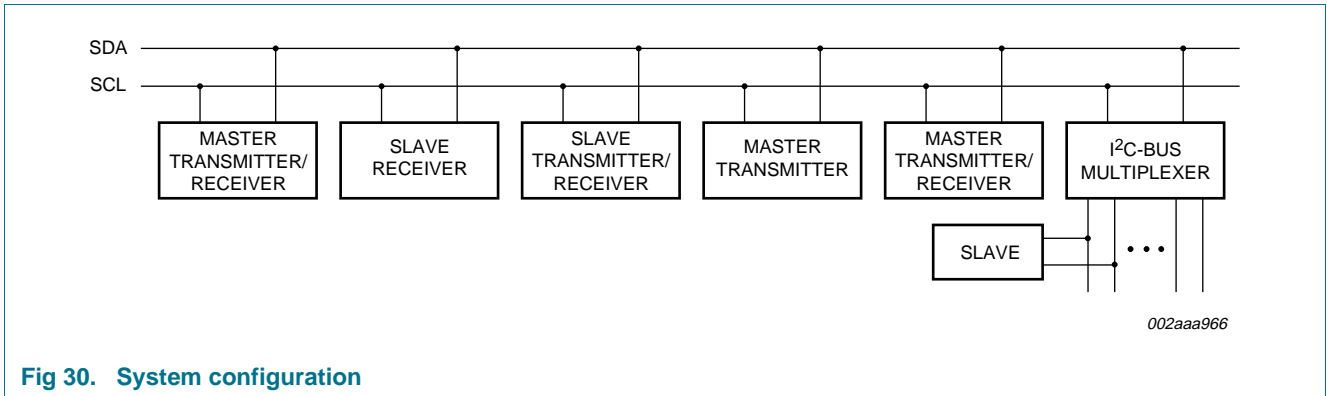 SDA
SCL
MASTER
TRANSMITTER/
RECEIVER
SLAVE
RECEIVER
SLAVE
TRANSMITTER/
RECEIVER
MASTER
TRANSMITTER
MASTER
TRANSMITTER/
RECEIVER
I²C-BUS
MULTIPLEXER
SLAVE
002aaa966
Fig 30. System configuration